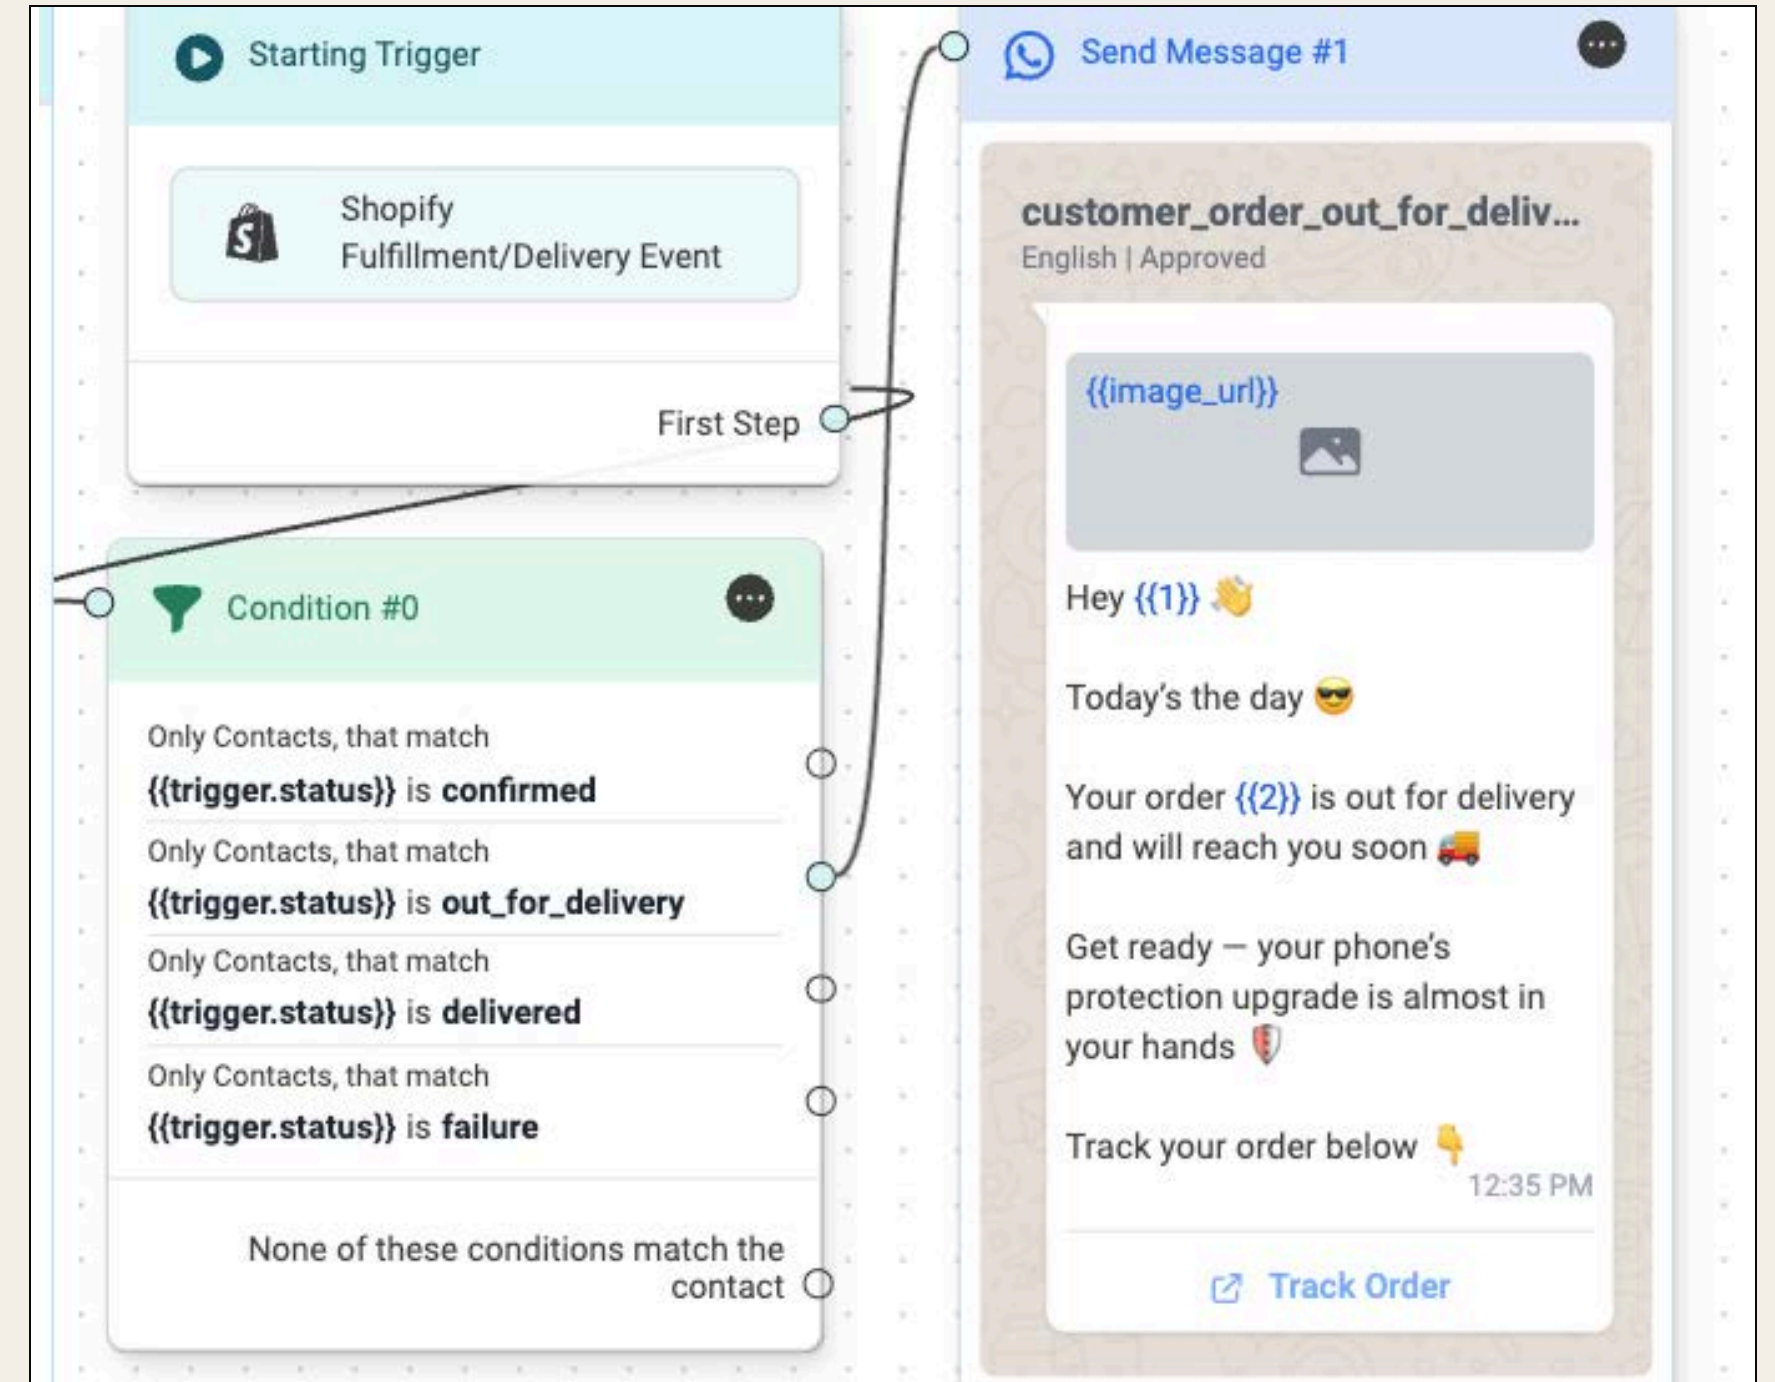 Starting Trigger
Shopify
Fulfillment/Delivery Event
First Step
Condition #0
Only Contacts, that match
{{trigger.status}} is confirmed
Only Contacts, that match
{{trigger.status}} is out_for_delivery
Only Contacts, that match
{{trigger.status}} is delivered
Only Contacts, that match
{{trigger.status}} is failure
None of these conditions match the
contact
Send Message #1
customer_order_out_for_deliv...
English | Approved
{{image_url}}
Hey {{1}} 👋
Today’s the day 😎
Your order {{2}} is out for delivery
and will reach you soon 🚚
Get ready — your phone’s
protection upgrade is almost in
your hands 🛡️
Track your order below 👇
12:35 PM
Track Order